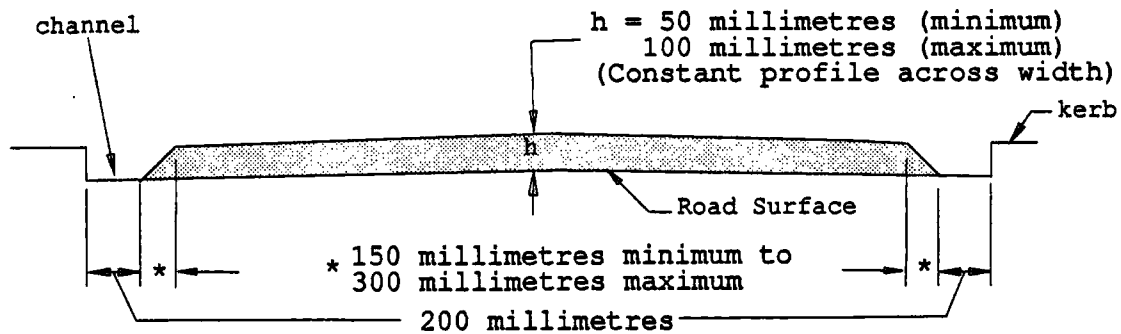 channel
h = 50 millimetres (minimum)
100 millimetres (maximum)
(Constant profile across width)
kerb
h
Road Surface
* * 150 millimetres minimum to *
300 millimetres maximum
200 millimetres